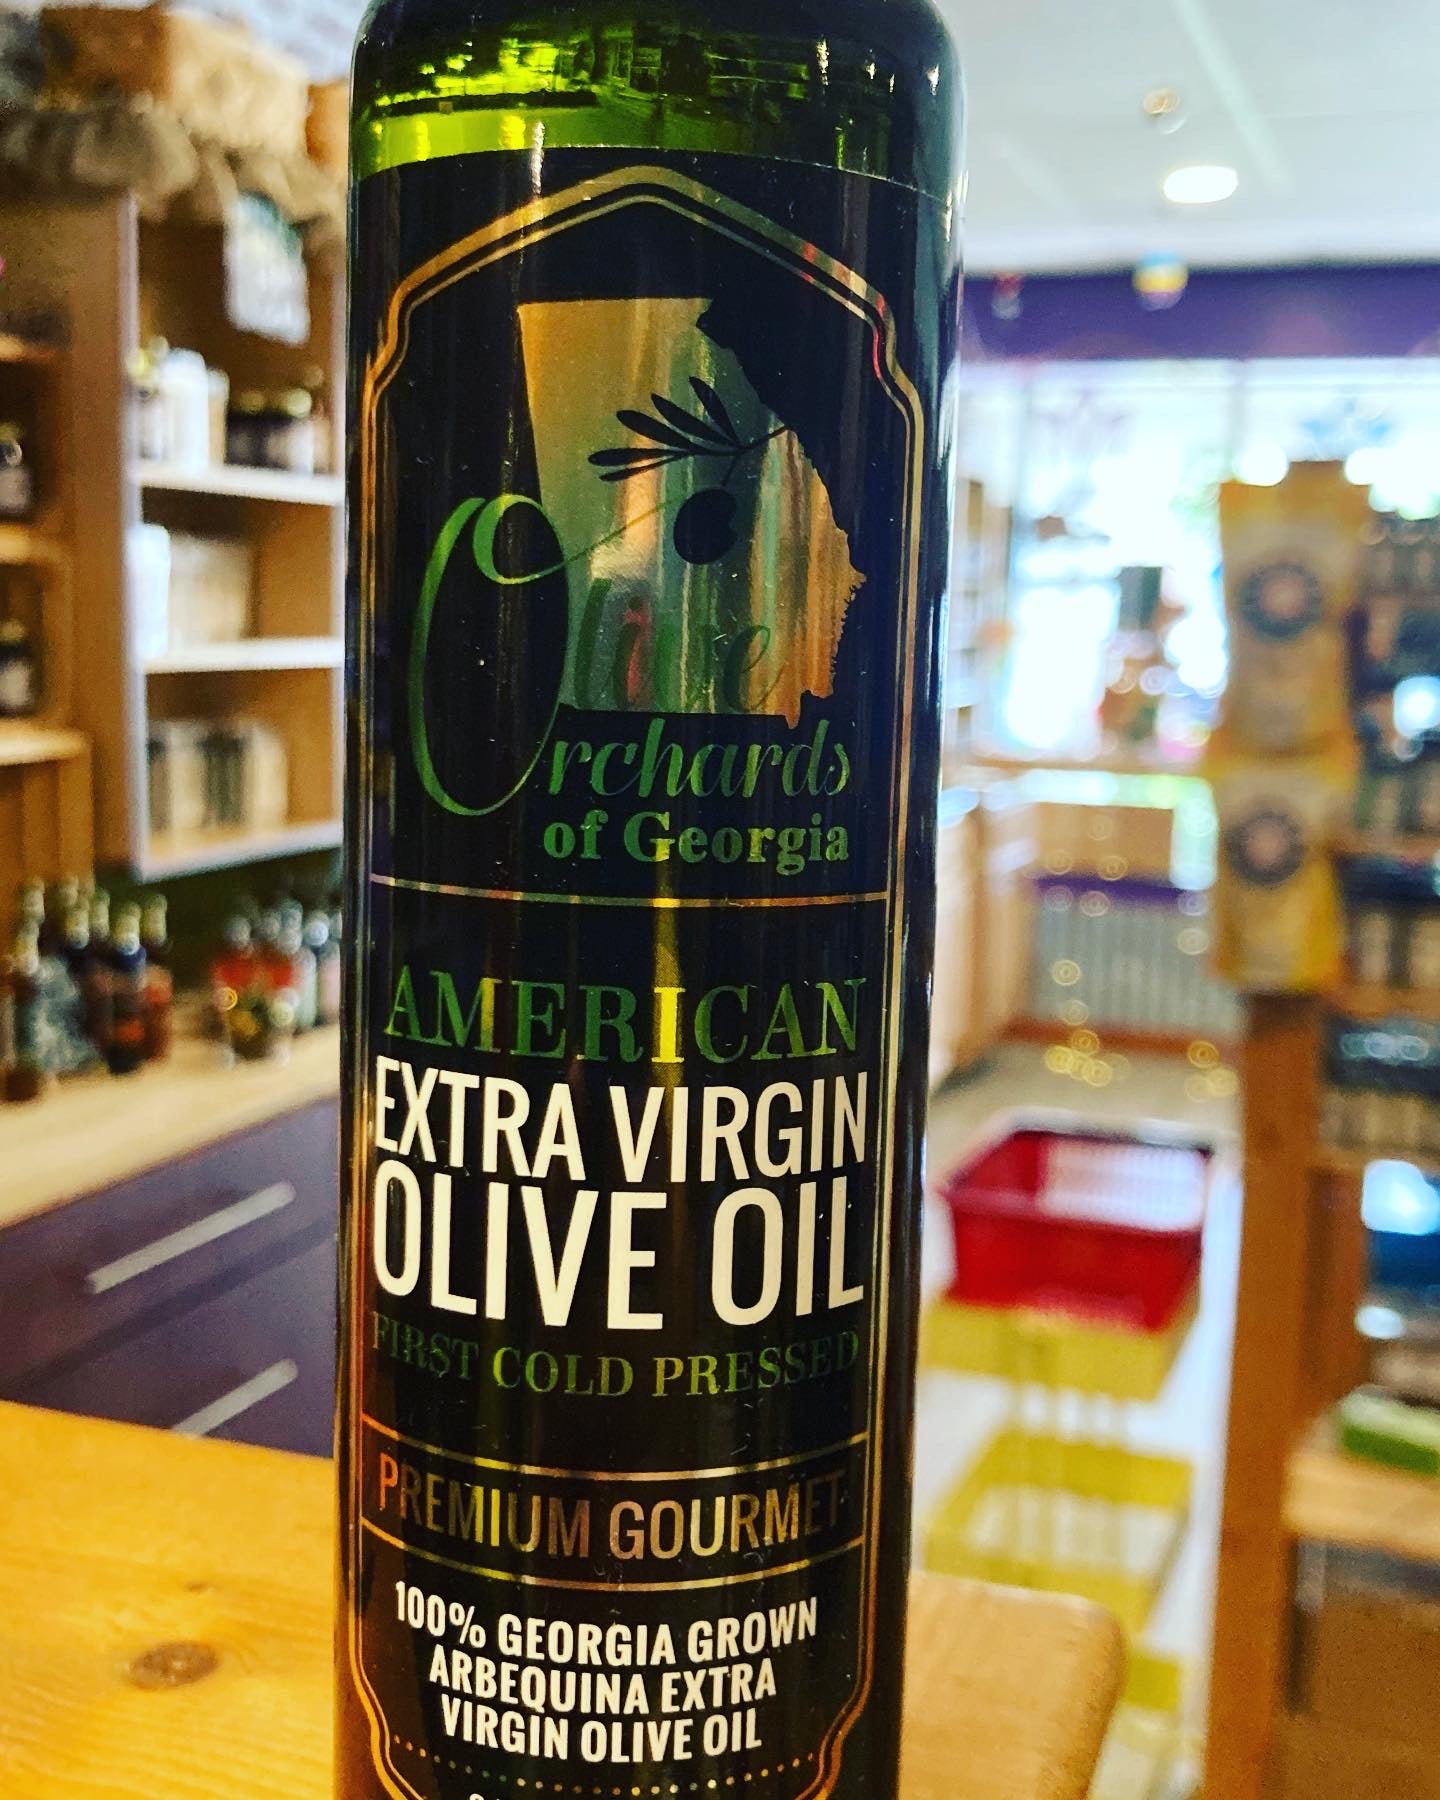 Olive
Orchards
of Georgia
AMERICAN
EXTRA VIRGIN
OLIVE OIL
FIRST COLD PRESSED
PREMIUM GOURMET
100% GEORGIA GROWN
ARBEQUINA EXTRA
VIRGIN OLIVE OIL